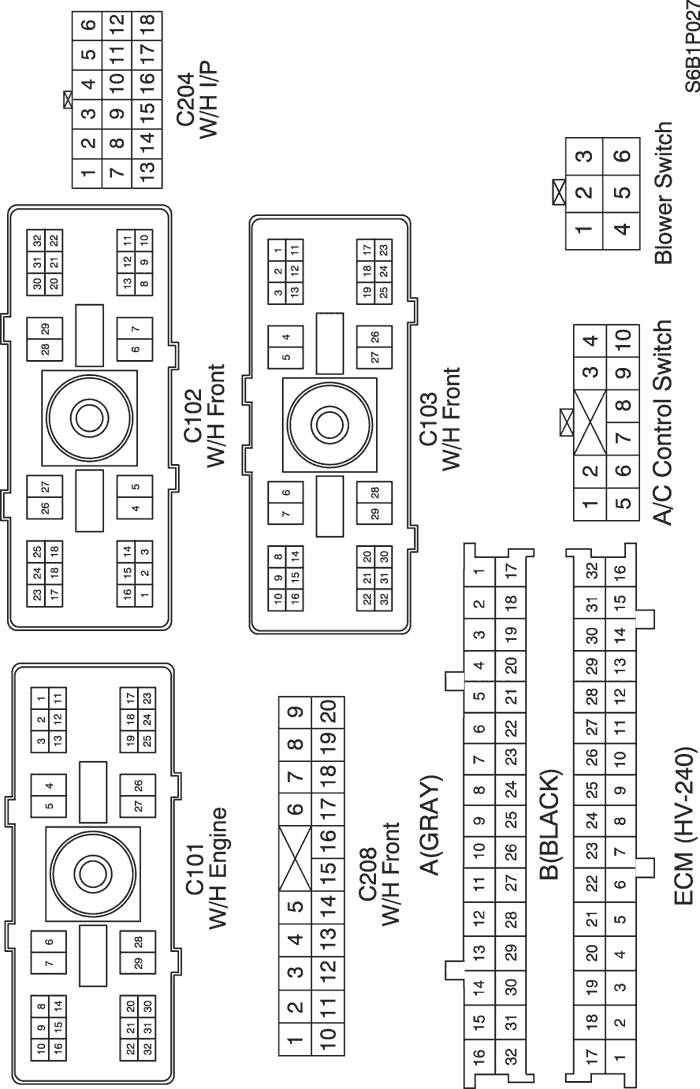 10 9 8 7 6 5 4 3 2 1
16 15 14 13 12 11
22 21 20 29 28 27 26 19 18 17
32 31 30 25 24 23
C101
W/H Engine
23 24 25 26 27 28 29 30 31 32
17 18 18 20 21 22
16 15 14 4 5 6 7 13 12 11
1 2 3 8 9 10
C102
W/H Front
1 2 3 4 5 6
7 8 9 10 11 12
13 14 15 16 17 18
C204
W/H I/P
1 2 3 4 5 6 7 8 9
10 11 12 13 14 15 16 17 18 19 20
C208
W/H Front
10 9 8 7 6 5 4 3 2 1
16 15 14 13 12 11
22 21 20 29 28 27 26 19 18 17
32 31 30 25 24 23
C103
W/H Front
A(GRAY)
16 15 14 13 12 11 10 9 8 7 6 5 4 3 2 1
32 31 30 29 28 27 26 25 24 23 22 21 20 19 18 17
B(BLACK)
17 18 19 20 21 22 23 24 25 26 27 28 29 30 31 32
1 2 3 4 5 6 7 8 9 10 11 12 13 14 15 16
ECM (HV-240)
1 2 3 4
5 6 7 8 9 10
A/C Control Switch
1 2 3
4 5 6
Blower Switch
S6B1P027